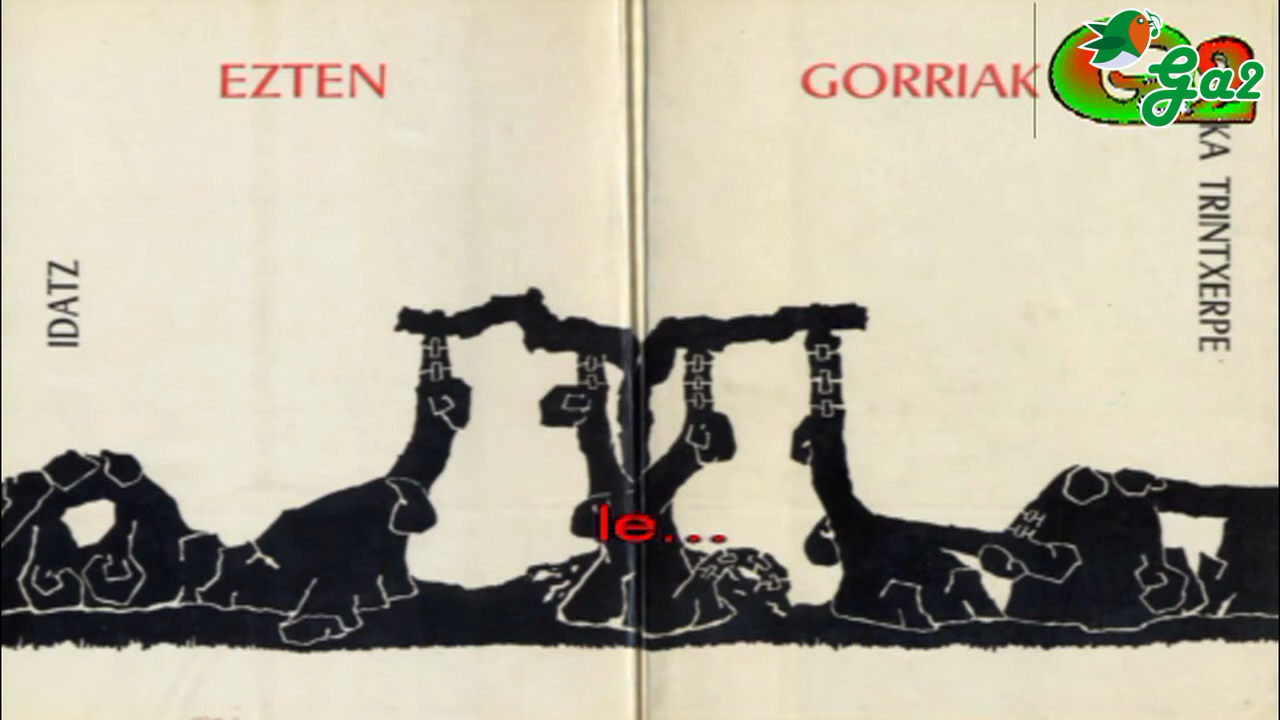 EZTEN GORRIAK
Ga2
IDATZ
KA TRINTXERPE
le...